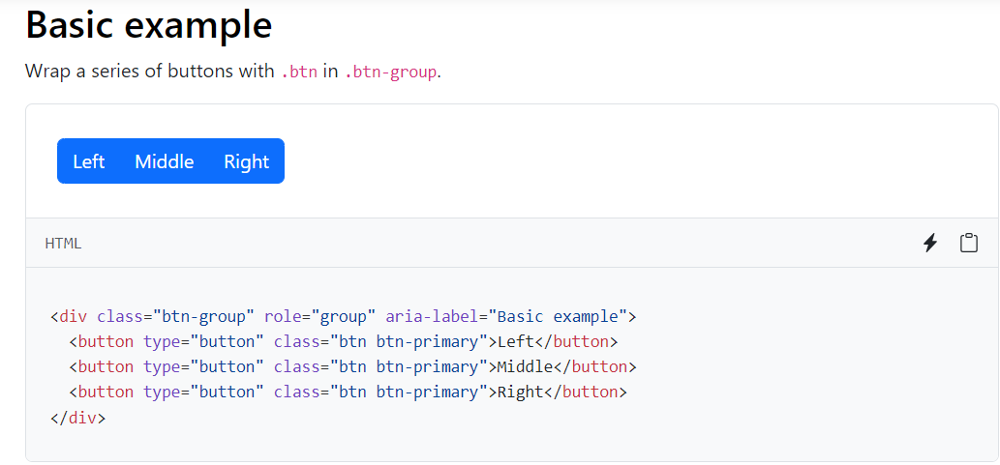 Basic example
Wrap a series of buttons with .btn in .btn-group.
Left Middle Right
HTML
<div class="btn-group" role="group" aria-label="Basic example">
  <button type="button" class="btn btn-primary">Left</button>
  <button type="button" class="btn btn-primary">Middle</button>
  <button type="button" class="btn btn-primary">Right</button>
</div>